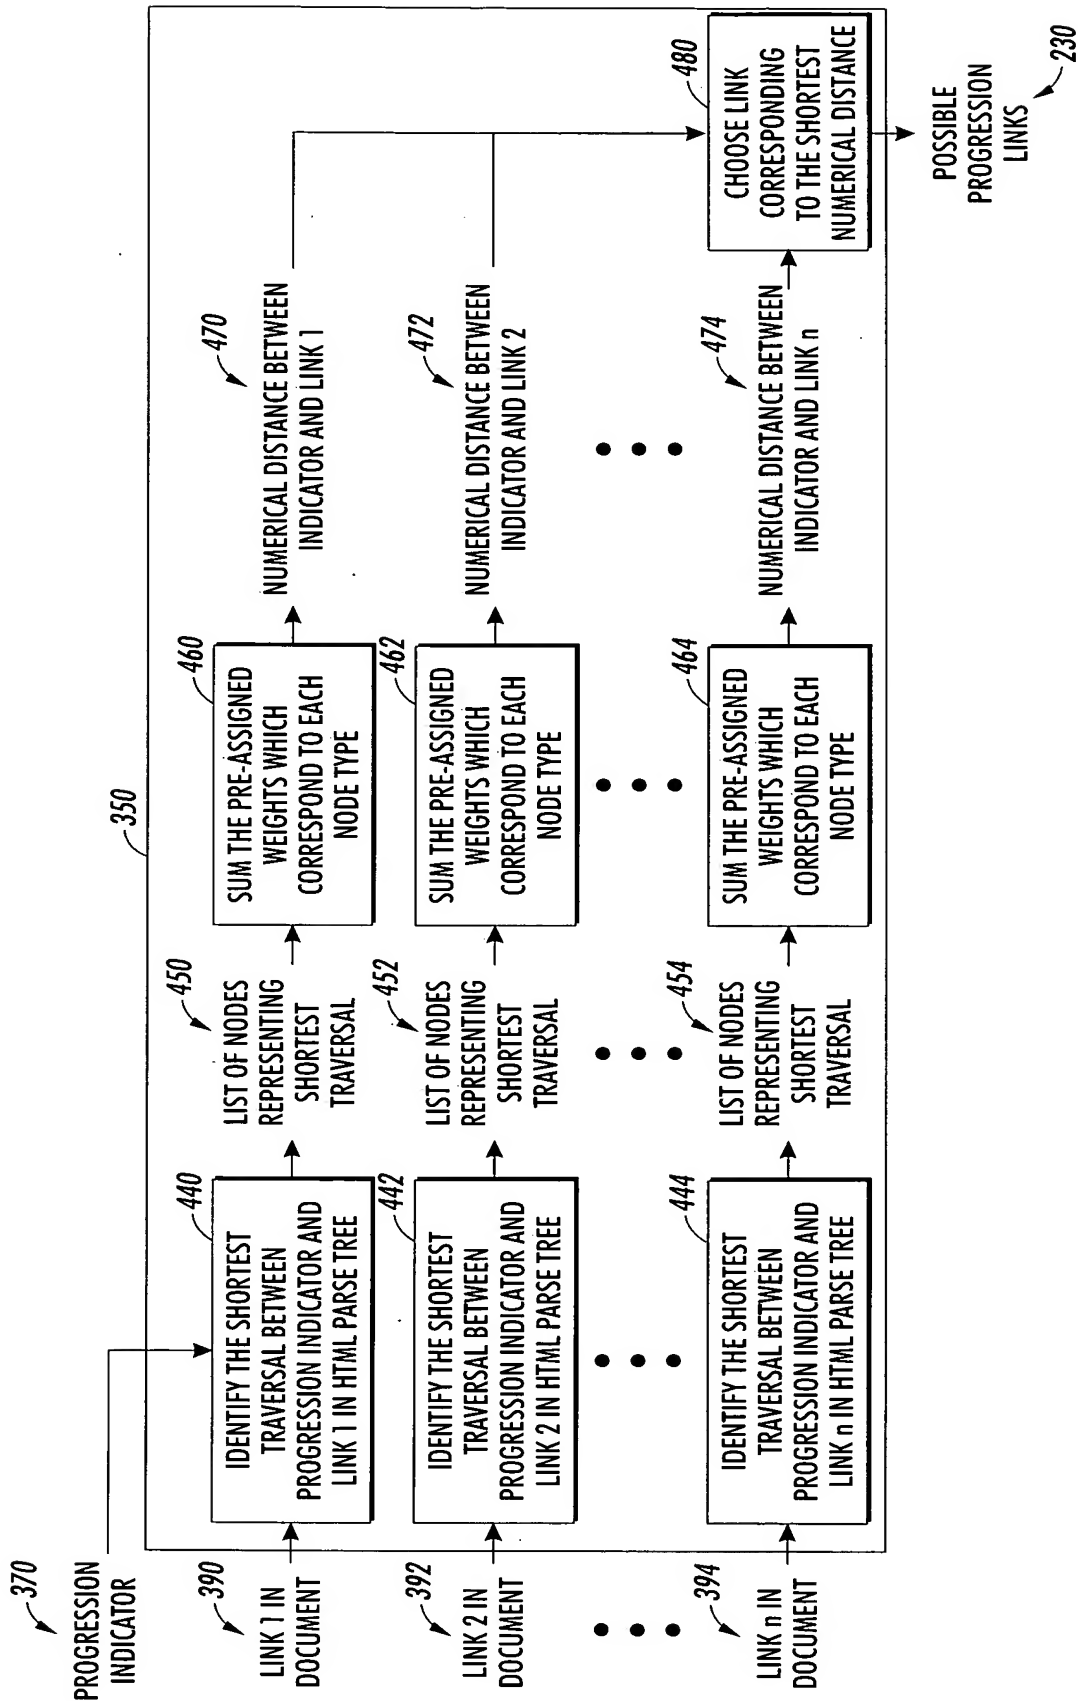 350
370
PROGRESSION
INDICATOR
390
LINK 1 IN
DOCUMENT
440
IDENTIFY THE SHORTEST
TRAVERSAL BETWEEN
PROGRESSION INDICATOR AND
LINK 1 IN HTML PARSE TREE
450
LIST OF NODES
REPRESENTING
SHORTEST
TRAVERSAL
460
SUM THE PRE-ASSIGNED
WEIGHTS WHICH
CORRESPOND TO EACH
NODE TYPE
470
NUMERICAL DISTANCE BETWEEN
INDICATOR AND LINK 1
392
LINK 2 IN
DOCUMENT
442
IDENTIFY THE SHORTEST
TRAVERSAL BETWEEN
PROGRESSION INDICATOR AND
LINK 2 IN HTML PARSE TREE
452
LIST OF NODES
REPRESENTING
SHORTEST
TRAVERSAL
462
SUM THE PRE-ASSIGNED
WEIGHTS WHICH
CORRESPOND TO EACH
NODE TYPE
472
NUMERICAL DISTANCE BETWEEN
INDICATOR AND LINK 2
394
LINK n IN
DOCUMENT
444
IDENTIFY THE SHORTEST
TRAVERSAL BETWEEN
PROGRESSION INDICATOR AND
LINK n IN HTML PARSE TREE
454
LIST OF NODES
REPRESENTING
SHORTEST
TRAVERSAL
464
SUM THE PRE-ASSIGNED
WEIGHTS WHICH
CORRESPOND TO EACH
NODE TYPE
474
NUMERICAL DISTANCE BETWEEN
INDICATOR AND LINK n
480
CHOOSE LINK
CORRESPONDING
TO THE SHORTEST
NUMERICAL DISTANCE
POSSIBLE
PROGRESSION
LINKS
230